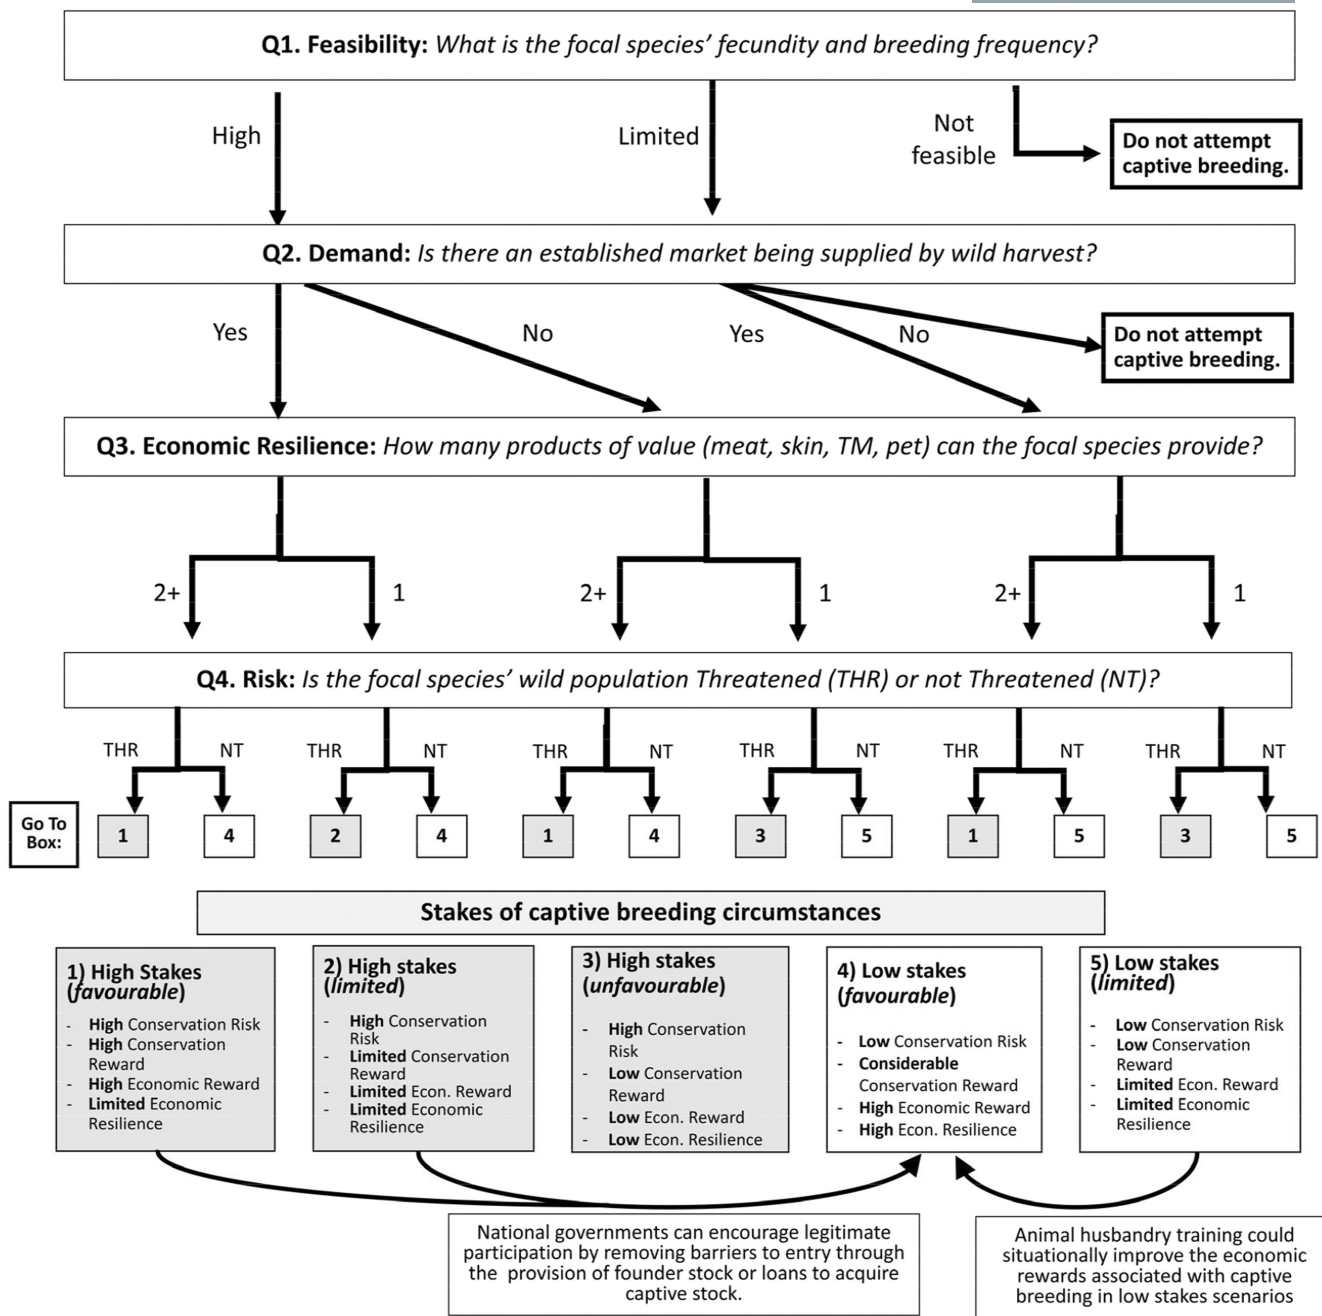 Q1. Feasibility: What is the focal species’ fecundity and breeding frequency?
High
Limited
Not
feasible
Do not attempt
captive breeding.
Q2. Demand: Is there an established market being supplied by wild harvest?
Yes
No
Yes
No
Do not attempt
captive breeding.
Q3. Economic Resilience: How many products of value (meat, skin, TM, pet) can the focal species provide?
2+
1
2+
1
2+
1
Q4. Risk: Is the focal species’ wild population Threatened (THR) or not Threatened (NT)?
THR
NT
THR
NT
THR
NT
THR
NT
THR
NT
THR
NT
Go To
Box:
1
4
2
4
1
4
3
5
1
5
3
5
Stakes of captive breeding circumstances
1) High Stakes
(favourable)
- High Conservation Risk
- High Conservation
Reward
- High Economic Reward
- Limited Economic
Resilience
2) High stakes
(limited)
- High Conservation
Risk
- Limited Conservation
Reward
- Limited Econ. Reward
- Limited Economic
Resilience
3) High stakes
(unfavourable)
- High Conservation
Risk
- Low Conservation
Reward
- Low Econ. Reward
- Low Econ. Resilience
4) Low stakes
(favourable)
- Low Conservation Risk
- Considerable
Conservation Reward
- High Economic Reward
- High Econ. Resilience
5) Low stakes
(limited)
- Low Conservation Risk
- Low Conservation
Reward
- Limited Econ. Reward
- Limited Economic
Resilience
National governments can encourage legitimate
participation by removing barriers to entry through
the provision of founder stock or loans to acquire
captive stock.
Animal husbandry training could
situationally improve the economic
rewards associated with captive
breeding in low stakes scenarios